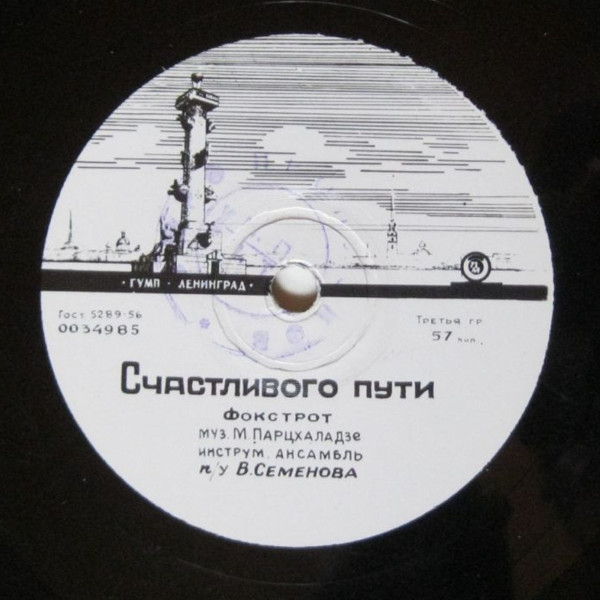 · ГУМП · ЛЕНИНГРАД ·
ГОСТ 5289-56
0034985
ТРЕТЬЯ ГР.
57 коп.
СЧАСТЛИВОГО ПУТИ
ФОКСТРОТ
МУЗ. М. ПАРЦХАЛАДЗЕ
ИНСТРУМ. АНСАМБЛЬ
п/у В. СЕМЕНОВА